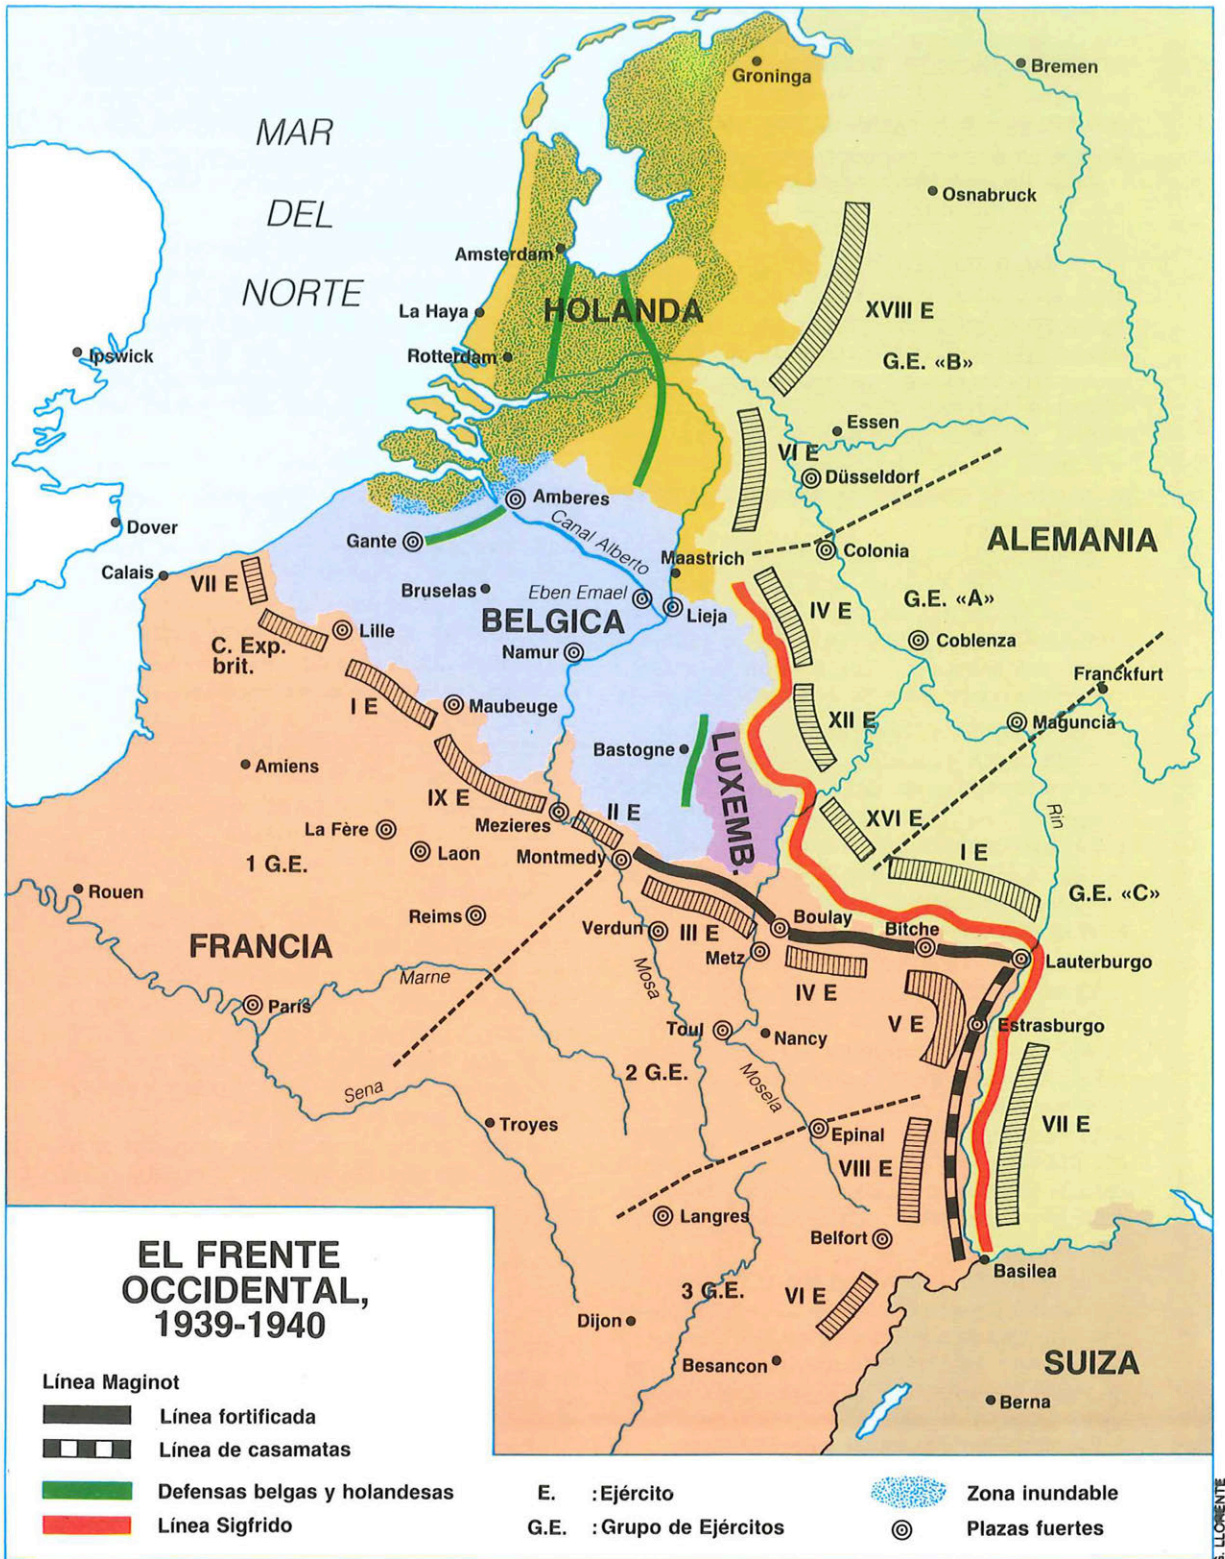 Groninga
Bremen
MAR
DEL
NORTE
Osnabruck
Amsterdam
HOLANDA
La Haya
XVIII E
Ipswick
Rotterdam
G.E. «B»
Essen
VI E
Düsseldorf
Amberes
Dover
Canal Alberto
Gante
Colonia
ALEMANIA
Maastrich
Calais
VII E
Bruselas
Eben Emael
IV E
G.E. «A»
BELGICA
Lieja
Lille
C. Exp.
brit.
Namur
Coblenza
Franckfurt
I E
Maubeuge
XII E
Maguncia
Bastogne
LUXEMB.
Amiens
IX E
II E
XVI E
Rin
La Fère
Mezieres
Laon
Montmedy
I E
1 G.E.
Rouen
G.E. «C»
Reims
Verdun
III E
Boulay
Bitche
FRANCIA
Metz
Lauterburgo
Marne
Mosa
IV E
París
V E
Estrasburgo
Toul
Nancy
2 G.E.
Mosela
Sena
Troyes
Epinal
VII E
VIII E
Langres
Belfort
Basilea
3 G.E.
VI E
Dijon
Besançon
SUIZA
Berna
EL FRENTE
OCCIDENTAL,
1939-1940
Línea Maginot
Línea fortificada
Línea de casamatas
Defensas belgas y holandesas
Línea Sigfrido
E. :Ejército
G.E. :Grupo de Ejércitos
Zona inundable
Plazas fuertes
LLORENTE